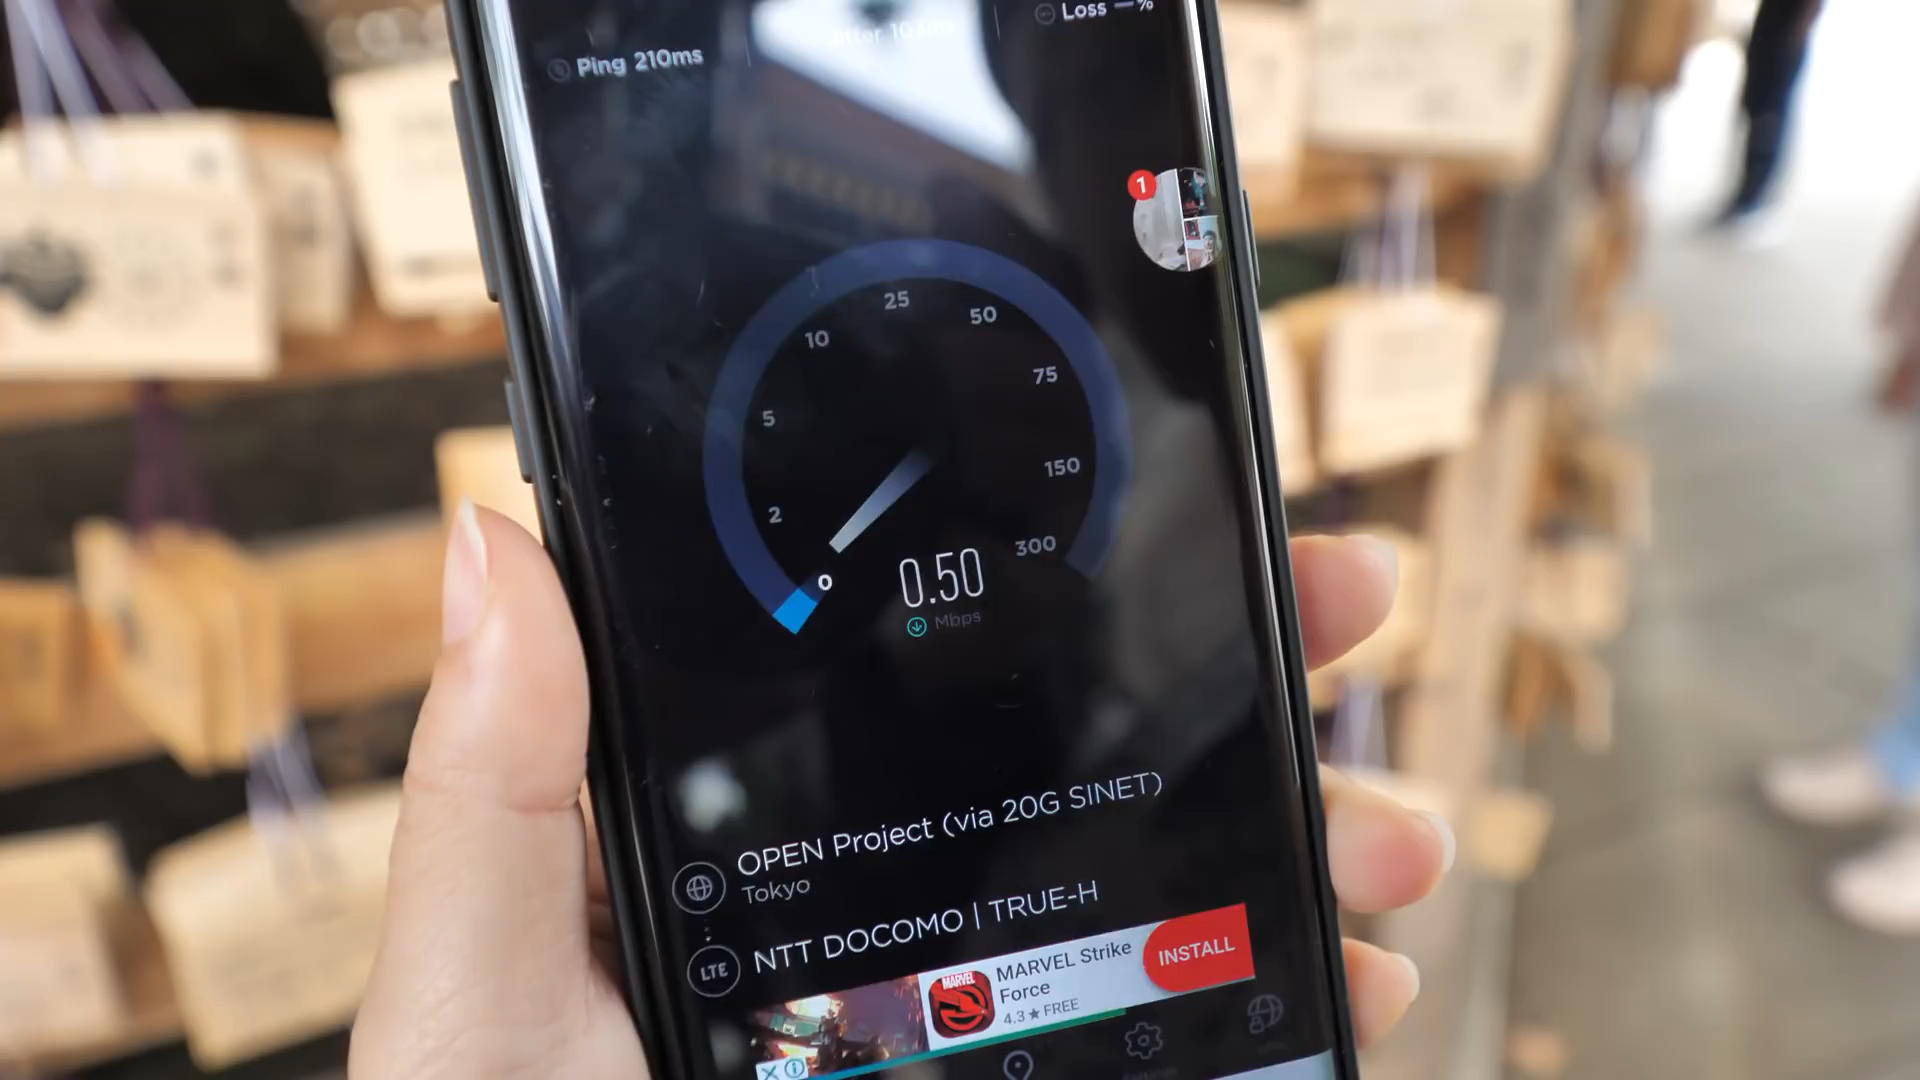 Ping 210ms
Loss —%
1
25
10
50
75
5
150
2
300
0
0.50
Mbps
OPEN Project (via 20G SINET)
Tokyo
LTE
NTT DOCOMO | TRUE-H
MARVEL
MARVEL Strike
Force
4.3 ★ FREE
INSTALL